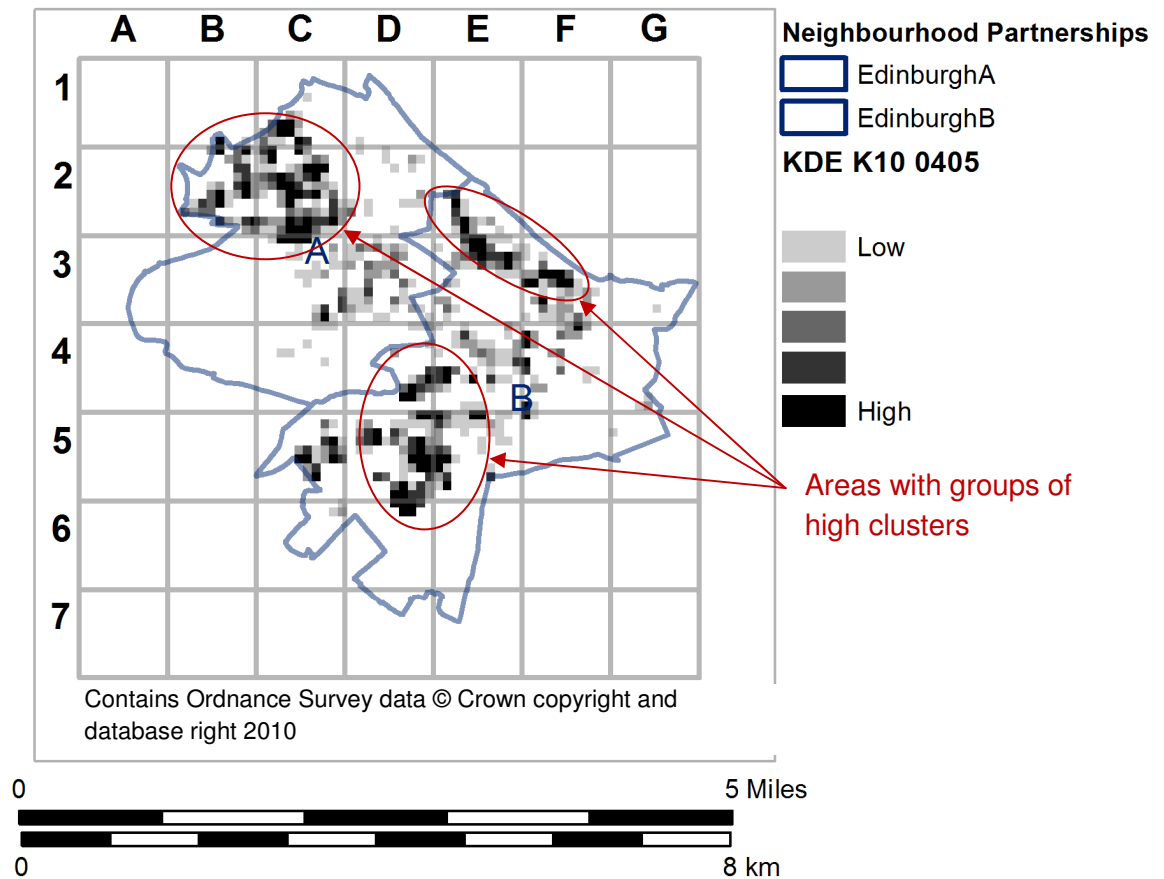 A B C D E F G
1
2
3
4
5
6
7
A
B
Neighbourhood Partnerships
EdinburghA
EdinburghB
KDE K10 0405
Low
High
Areas with groups of
high clusters
Contains Ordnance Survey data © Crown copyright and
database right 2010
0 5 Miles
0 8 km